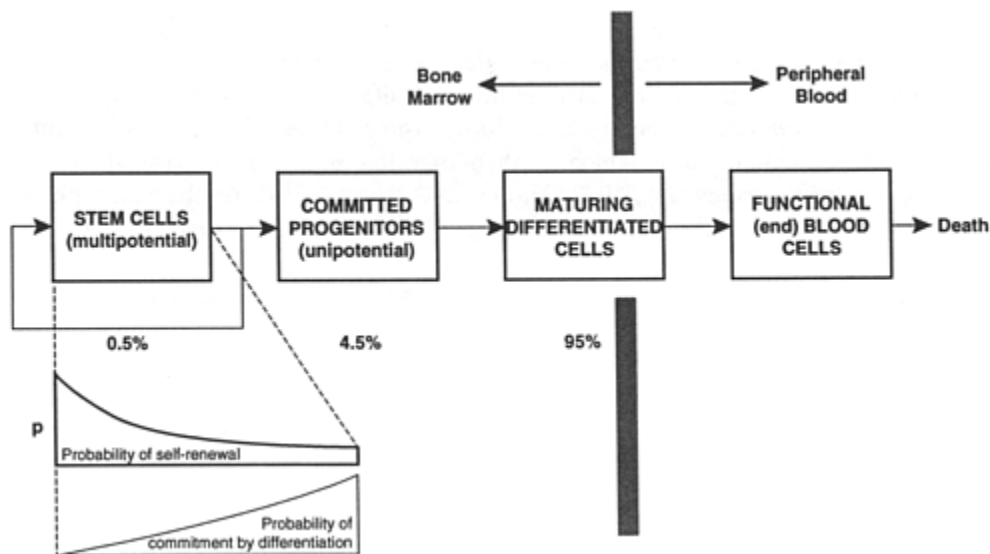 Bone
Marrow
Peripheral
Blood
STEM CELLS
(multipotential)
COMMITTED
PROGENITORS
(unipotential)
MATURING
DIFFERENTIATED
CELLS
FUNCTIONAL
(end) BLOOD
CELLS
Death
0.5%
4.5%
95%
p
Probability of self-renewal
Probability of
commitment by differentiation